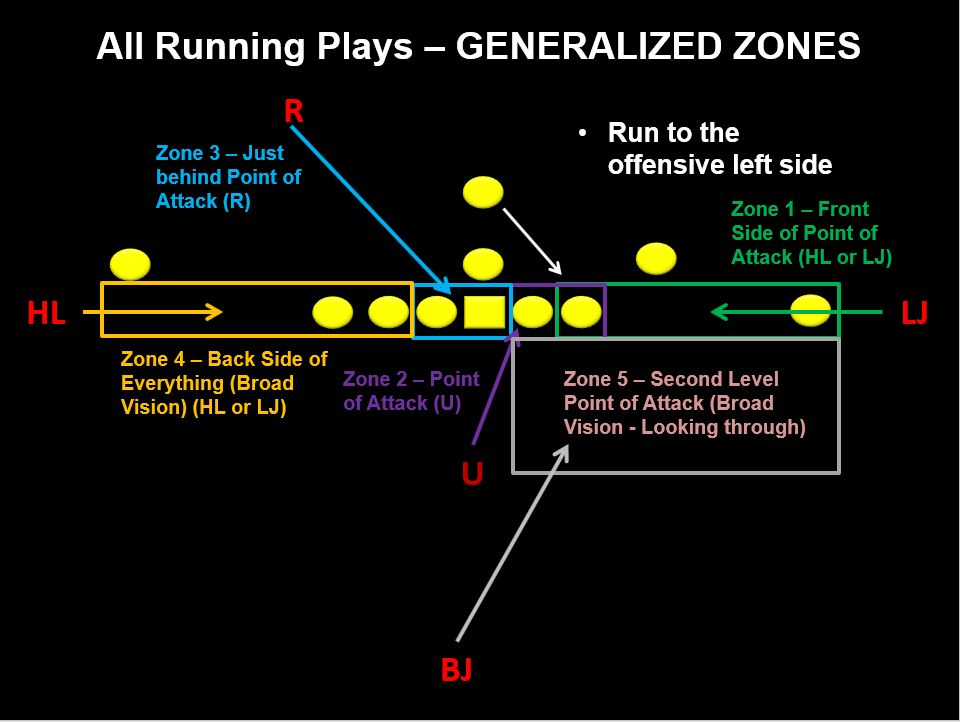 All Running Plays – GENERALIZED ZONES
R
• Run to the
offensive left side
Zone 3 – Just
behind Point of
Attack (R)
Zone 1 – Front
Side of Point of
Attack (HL or LJ)
HL
LJ
Zone 4 – Back Side of
Everything (Broad
Vision) (HL or LJ)
Zone 2 – Point
of Attack (U)
Zone 5 – Second Level
Point of Attack (Broad
Vision - Looking through)
U
BJ